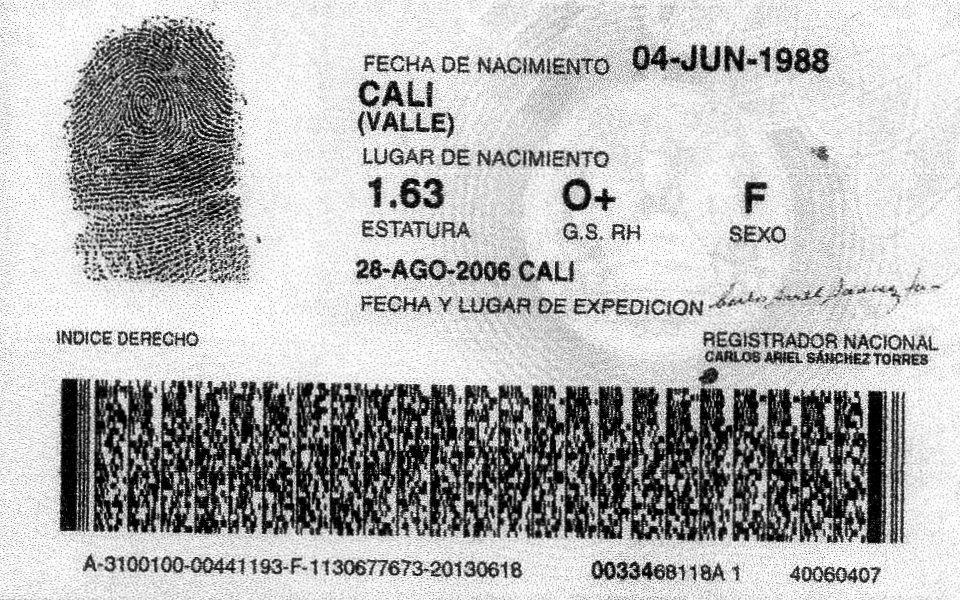 FECHA DE NACIMIENTO 04-JUN-1988
CALI
(VALLE)
LUGAR DE NACIMIENTO
1.63 O+ F
ESTATURA G.S. RH SEXO
28-AGO-2006 CALI
FECHA Y LUGAR DE EXPEDICION
INDICE DERECHO
REGISTRADOR NACIONAL
CARLOS ARIEL SÁNCHEZ TORRES
A-3100100-00441193-F-1130677673-20130618 0033468118A 1 40060407